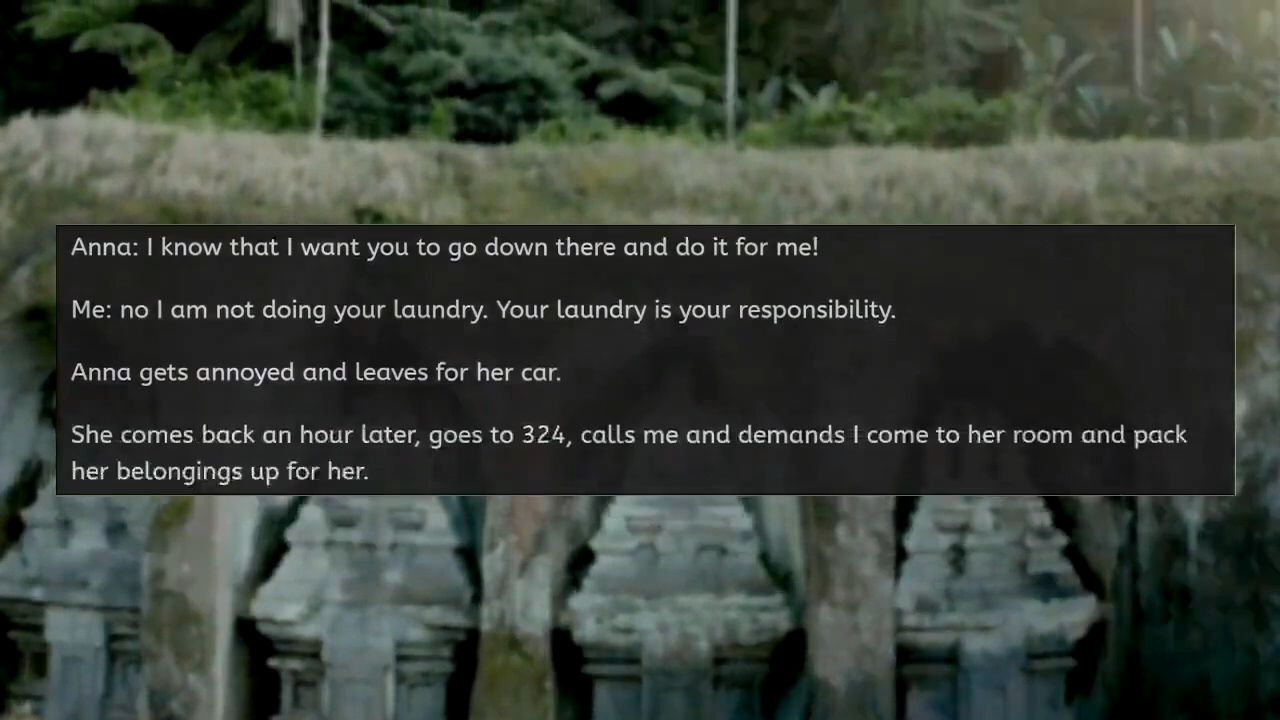 Anna: I know that I want you to go down there and do it for me!
Me: no I am not doing your laundry. Your laundry is your responsibility.
Anna gets annoyed and leaves for her car.
She comes back an hour later, goes to 324, calls me and demands I come to her room and pack
her belongings up for her.